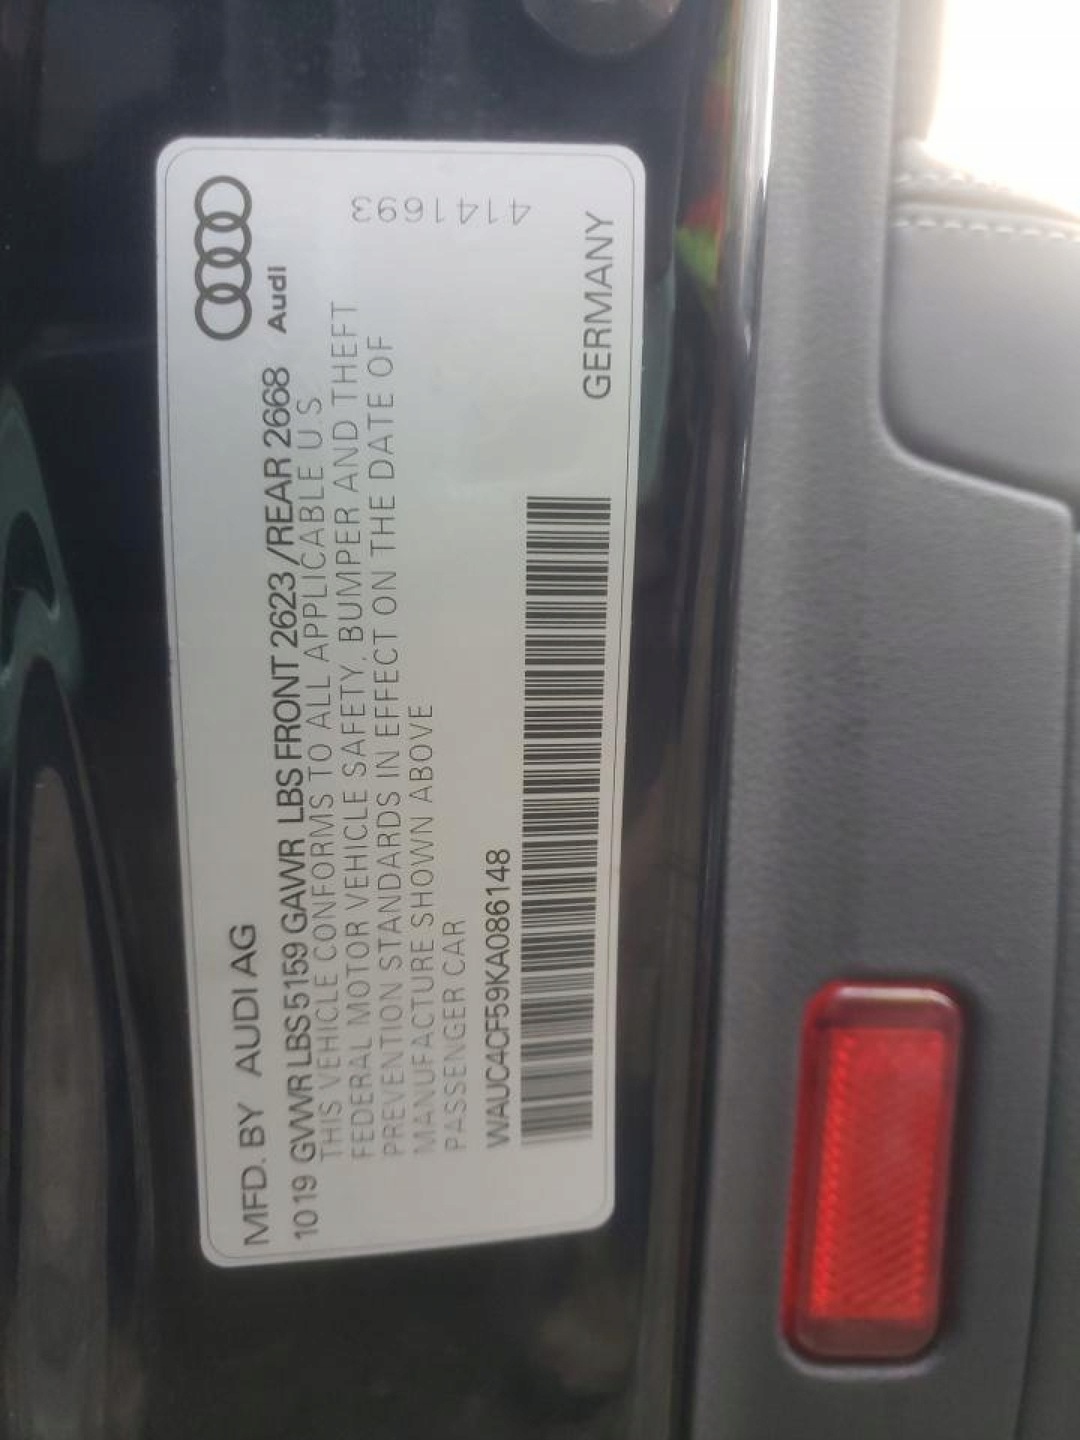 MFD. BY AUDI AG
Audi
10 19 GVWR LBS 5159 GAWR LBS FRONT 2623 /REAR 2668
THIS VEHICLE CONFORMS TO ALL APPLICABLE U.S
FEDERAL MOTOR VEHICLE SAFETY, BUMPER AND THEFT
PREVENTION STANDARDS IN EFFECT ON THE DATE OF
MANUFACTURE SHOWN ABOVE
PASSENGER CAR
4141693
WAUC4CF59KA086148
GERMANY